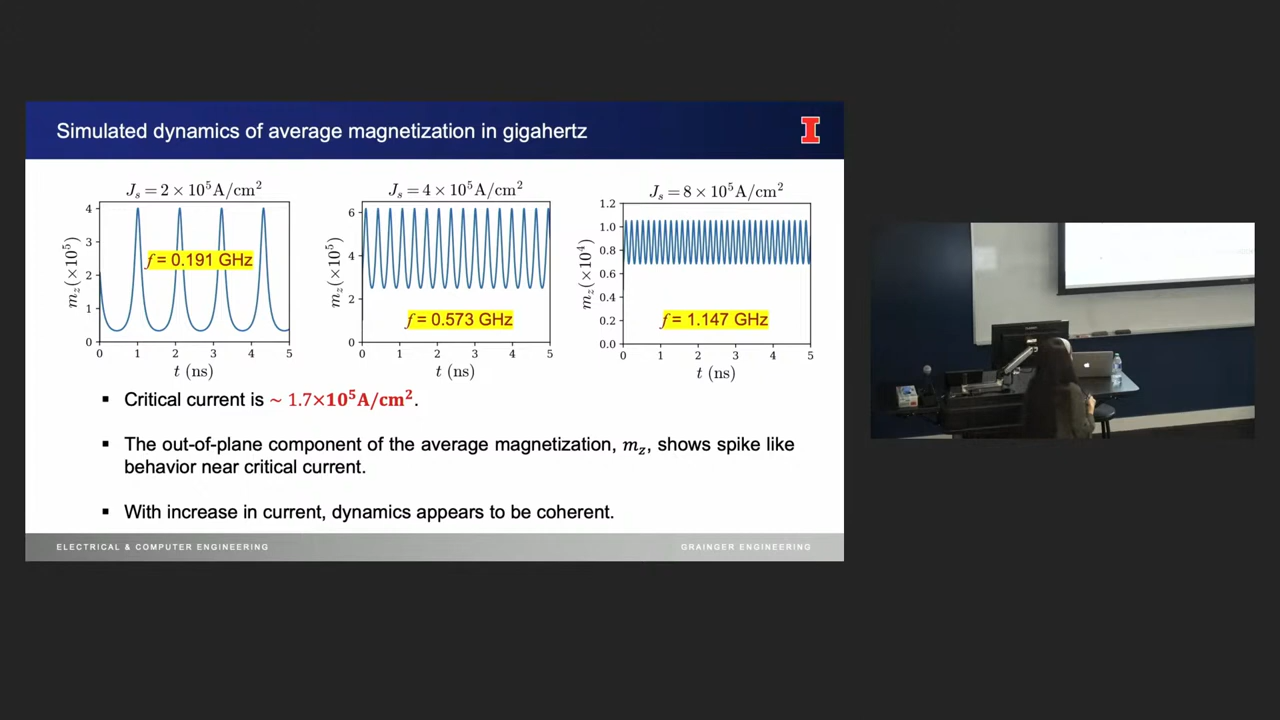 Simulated dynamics of average magnetization in gigahertz
I
J_s = 2 × 10^5 A/cm^2
J_s = 4 × 10^5 A/cm^2
J_s = 8 × 10^5 A/cm^2
m_z(×10^5)
4
3
2
1
0
f = 0.191 GHz
0 1 2 3 4 5
t (ns)
m_z(×10^5)
6
4
2
0
f = 0.573 GHz
0 1 2 3 4 5
t (ns)
m_z(×10^4)
1.2
1.0
0.8
0.6
0.4
0.2
0.0
f = 1.147 GHz
0 1 2 3 4 5
t (ns)
▪ Critical current is ~ 1.7×10^5A/cm^2.
▪ The out-of-plane component of the average magnetization, m_z, shows spike like
behavior near critical current.
▪ With increase in current, dynamics appears to be coherent.
ELECTRICAL & COMPUTER ENGINEERING
GRAINGER ENGINEERING